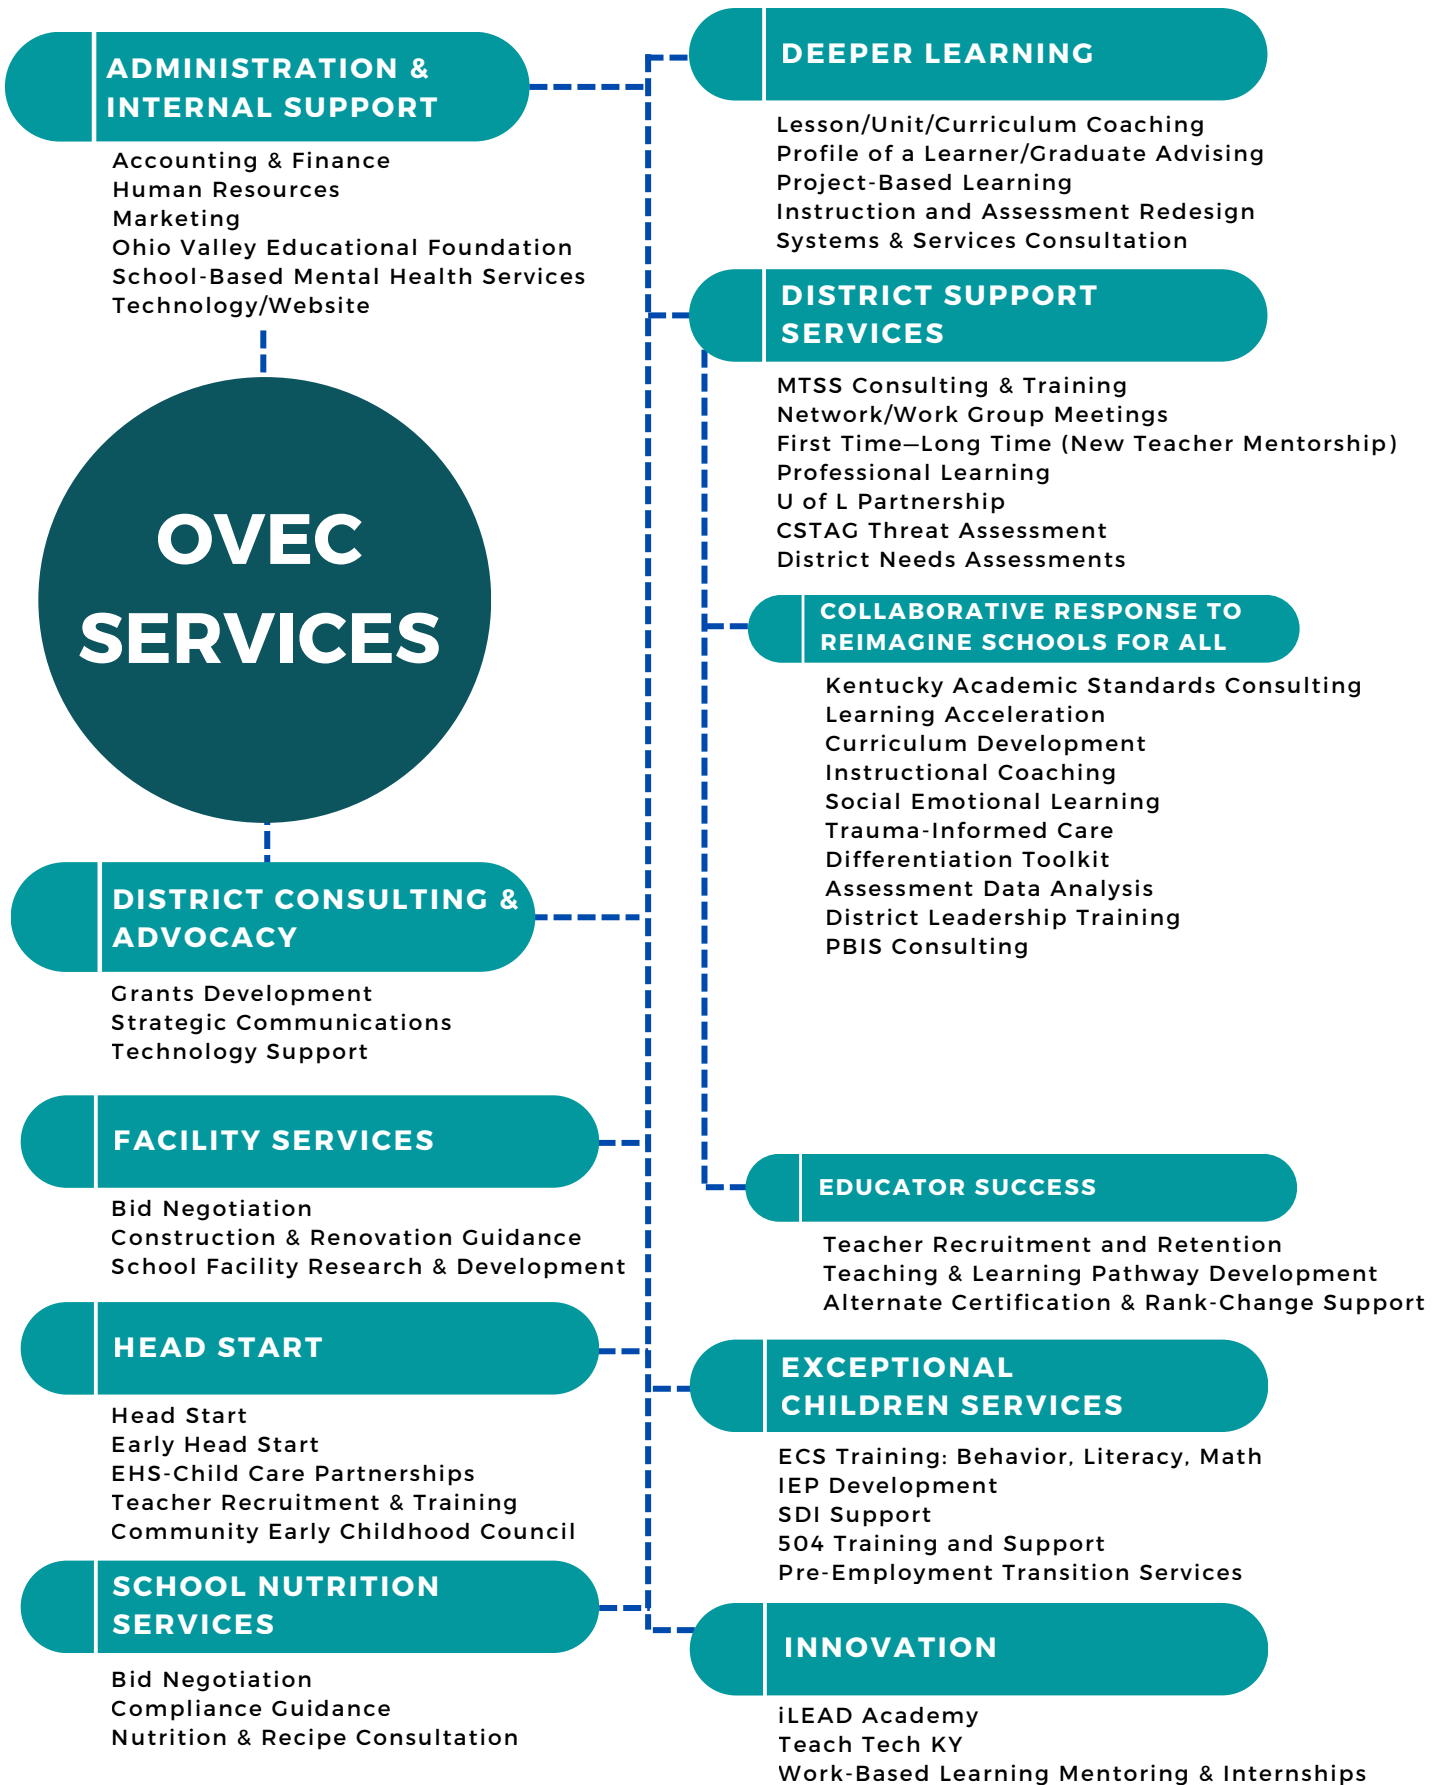 ADMINISTRATION &
INTERNAL SUPPORT
Accounting & Finance
Human Resources
Marketing
Ohio Valley Educational Foundation
School-Based Mental Health Services
Technology/Website
OVEC
SERVICES
DISTRICT CONSULTING &
ADVOCACY
Grants Development
Strategic Communications
Technology Support
FACILITY SERVICES
Bid Negotiation
Construction & Renovation Guidance
School Facility Research & Development
HEAD START
Head Start
Early Head Start
EHS-Child Care Partnerships
Teacher Recruitment & Training
Community Early Childhood Council
SCHOOL NUTRITION
SERVICES
Bid Negotiation
Compliance Guidance
Nutrition & Recipe Consultation
DEEPER LEARNING
Lesson/Unit/Curriculum Coaching
Profile of a Learner/Graduate Advising
Project-Based Learning
Instruction and Assessment Redesign
Systems & Services Consultation
DISTRICT SUPPORT
SERVICES
MTSS Consulting & Training
Network/Work Group Meetings
First Time—Long Time (New Teacher Mentorship)
Professional Learning
U of L Partnership
CSTAG Threat Assessment
District Needs Assessments
COLLABORATIVE RESPONSE TO
REIMAGINE SCHOOLS FOR ALL
Kentucky Academic Standards Consulting
Learning Acceleration
Curriculum Development
Instructional Coaching
Social Emotional Learning
Trauma-Informed Care
Differentiation Toolkit
Assessment Data Analysis
District Leadership Training
PBIS Consulting
EDUCATOR SUCCESS
Teacher Recruitment and Retention
Teaching & Learning Pathway Development
Alternate Certification & Rank-Change Support
EXCEPTIONAL
CHILDREN SERVICES
ECS Training: Behavior, Literacy, Math
IEP Development
SDI Support
504 Training and Support
Pre-Employment Transition Services
INNOVATION
iLEAD Academy
Teach Tech KY
Work-Based Learning Mentoring & Internships